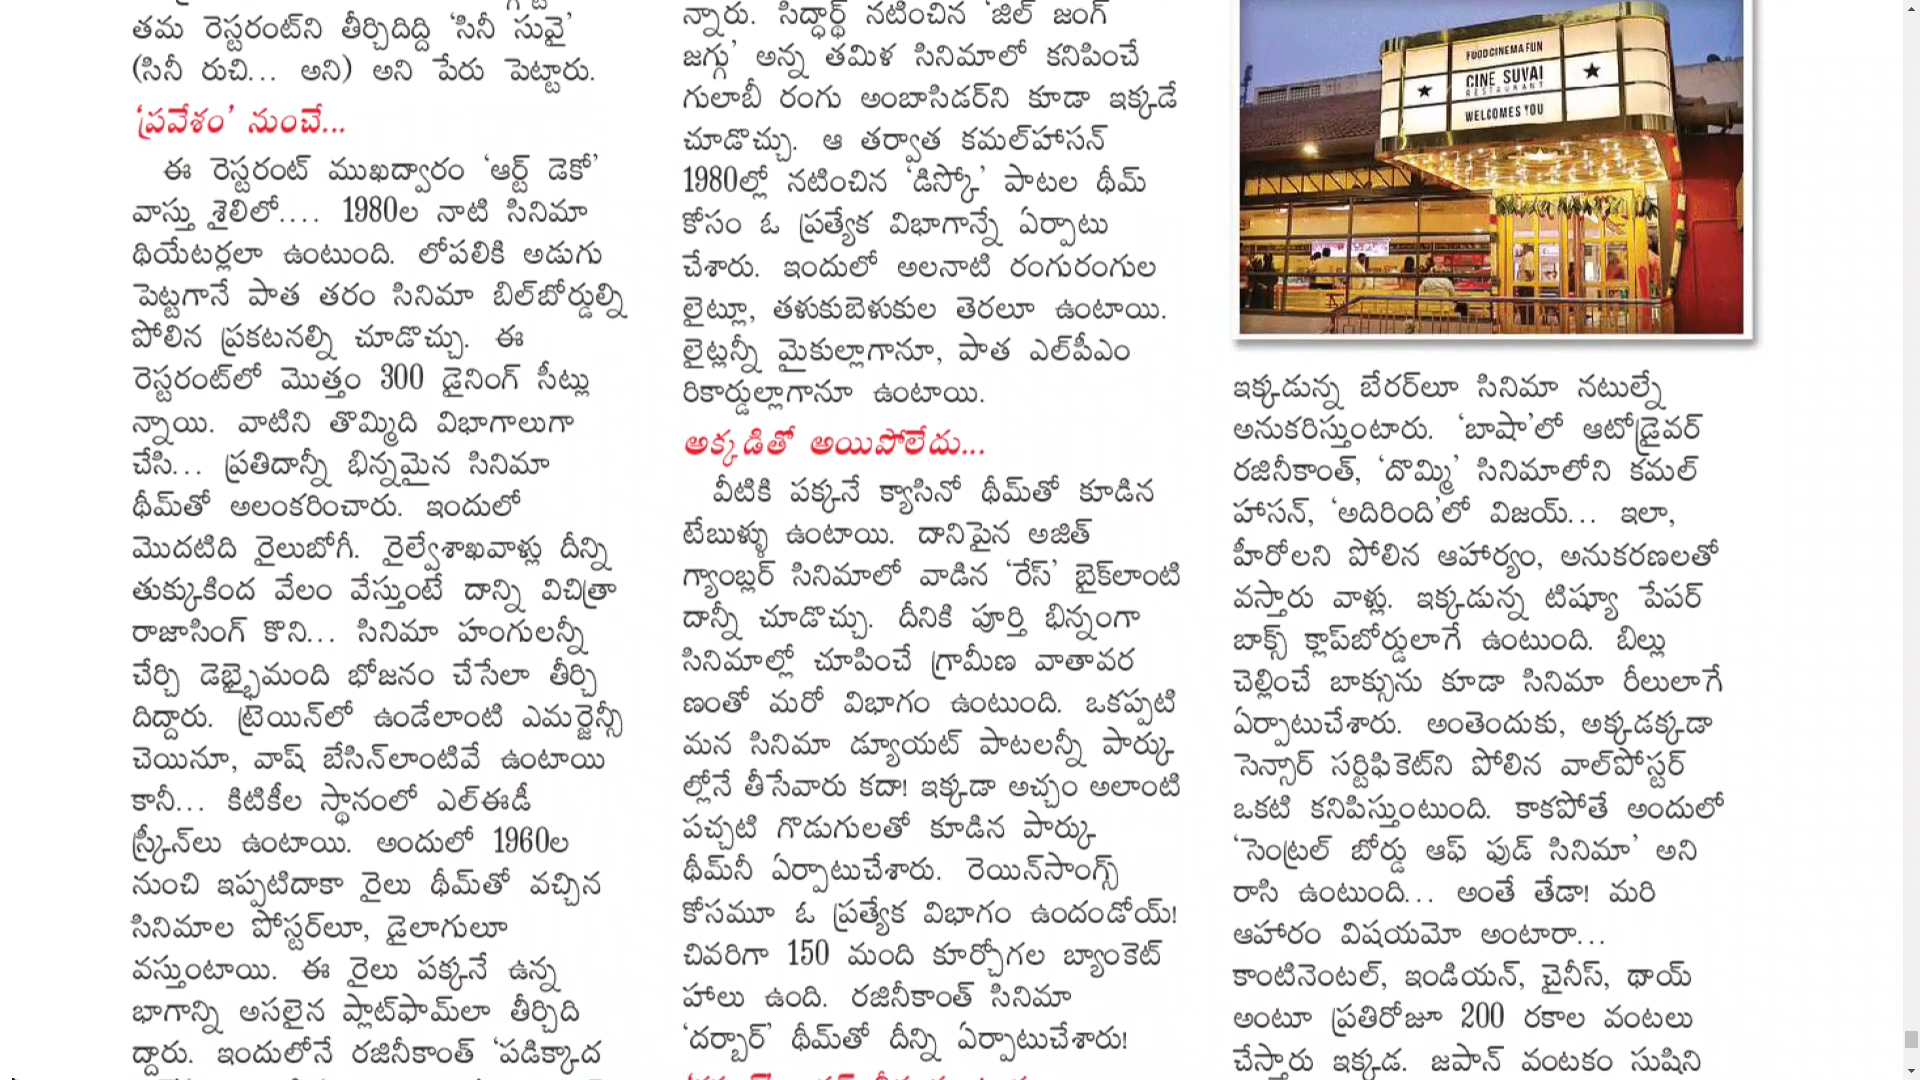 తమ రెస్టరంట్‌ని తీర్చిదిద్ది ‘సినీ సువై’
(సినీ రుచి... అని) అని పేరు పెట్టారు.
‘ప్రవేశం’ నుంచే...
ఈ రెస్టరంట్ ముఖద్వారం ‘ఆర్ట్ డెకో’
వాస్తు శైలిలో.... 1980ల నాటి సినిమా
థియేటర్లలా ఉంటుంది. లోపలికి అడుగు
పెట్టగానే పాత తరం సినిమా బిల్‌బోర్డుల్ని
పోలిన ప్రకటనల్ని చూడొచ్చు. ఈ
రెస్టరంట్‌లో మొత్తం 300 డైనింగ్ సీట్లు
న్నాయి. వాటిని తొమ్మిది విభాగాలుగా
చేసి... ప్రతిదాన్నీ భిన్నమైన సినిమా
థీమ్‌తో అలంకరించారు. ఇందులో
మొదటిది రైలుబోగీ. రైల్వేశాఖవాళ్లు దీన్ని
తుక్కుకింద వేలం వేస్తుంటే దాన్ని విచిత్రా
రాజాసింగ్ కొని... సినిమా హంగులన్నీ
చేర్చి డెబ్భైమంది భోజనం చేసేలా తీర్చి
దిద్దారు. ట్రెయిన్‌లో ఉండేలాంటి ఎమర్జెన్సీ
చెయినూ, వాష్ బేసిన్‌లాంటివే ఉంటాయి
కానీ... కిటికీల స్థానంలో ఎల్‌ఈడీ
స్క్రీన్‌లు ఉంటాయి. అందులో 1960ల
నుంచి ఇప్పటిదాకా రైలు థీమ్‌తో వచ్చిన
సినిమాల పోస్టర్‌లూ, డైలాగులూ
వస్తుంటాయి. ఈ రైలు పక్కనే ఉన్న
భాగాన్ని అసలైన ప్లాట్‌ఫామ్‌లా తీర్చిది
ద్దారు. ఇందులోనే రజినీకాంత్ ‘పడిక్కాద
న్నారు. సిద్ధార్థ్ నటించిన ‘జిల్ జంగ్
జగ్గు’ అన్న తమిళ సినిమాలో కనిపించే
గులాబీ రంగు అంబాసిడర్‌ని కూడా ఇక్కడే
చూడొచ్చు. ఆ తర్వాత కమల్‌హాసన్
1980ల్లో నటించిన ‘డిస్కో’ పాటల థీమ్
కోసం ఓ ప్రత్యేక విభాగాన్నే ఏర్పాటు
చేశారు. ఇందులో అలనాటి రంగురంగుల
లైట్లూ, తళుకుబెళుకుల తెరలూ ఉంటాయి.
లైట్లన్నీ మైకుల్లాగానూ, పాత ఎల్‌పీఎం
రికార్డుల్లాగానూ ఉంటాయి.
అక్కడితో అయిపోలేదు...
వీటికి పక్కనే క్యాసినో థీమ్‌తో కూడిన
టేబుళ్ళు ఉంటాయి. దానిపైన అజిత్
గ్యాంబ్లర్ సినిమాలో వాడిన ‘రేస్’ బైక్‌లాంటి
దాన్నీ చూడొచ్చు. దీనికి పూర్తి భిన్నంగా
సినిమాల్లో చూపించే గ్రామీణ వాతావర
ణంతో మరో విభాగం ఉంటుంది. ఒకప్పటి
మన సినిమా డ్యూయట్ పాటలన్నీ పార్కు
ల్లోనే తీసేవారు కదా! ఇక్కడా అచ్చం అలాంటి
పచ్చటి గొడుగులతో కూడిన పార్కు
థీమ్‌నీ ఏర్పాటుచేశారు. రెయిన్‌సాంగ్స్
కోసమూ ఓ ప్రత్యేక విభాగం ఉందండోయ్!
చివరిగా 150 మంది కూర్చోగల బ్యాంకెట్
హాలు ఉంది. రజినీకాంత్ సినిమా
‘దర్బార్’ థీమ్‌తో దీన్ని ఏర్పాటుచేశారు!
FOOD CINEMA FUN
CINE SUVAI
RESTAURANT
WELCOMES YOU
ఇక్కడున్న బేరర్‌లూ సినిమా నటుల్నే
అనుకరిస్తుంటారు. ‘బాషా’లో ఆటోడ్రైవర్
రజినీకాంత్, ‘దొమ్మి’ సినిమాలోని కమల్
హాసన్, ‘అదిరింది’లో విజయ్... ఇలా,
హీరోలని పోలిన ఆహార్యం, అనుకరణలతో
వస్తారు వాళ్లు. ఇక్కడున్న టిష్యూ పేపర్
బాక్స్ క్లాప్‌బోర్డులాగే ఉంటుంది. బిల్లు
చెల్లించే బాక్సును కూడా సినిమా రీలులాగే
ఏర్పాటుచేశారు. అంతెందుకు, అక్కడక్కడా
సెన్సార్ సర్టిఫికెట్‌ని పోలిన వాల్‌పోస్టర్
ఒకటి కనిపిస్తుంటుంది. కాకపోతే అందులో
‘సెంట్రల్ బోర్డు ఆఫ్ ఫుడ్ సినిమా’ అని
రాసి ఉంటుంది... అంతే తేడా! మరి
ఆహారం విషయమో అంటారా...
కాంటినెంటల్, ఇండియన్, చైనీస్, థాయ్
అంటూ ప్రతిరోజూ 200 రకాల వంటలు
చేస్తారు ఇక్కడ. జపాన్ వంటకం సుషిని